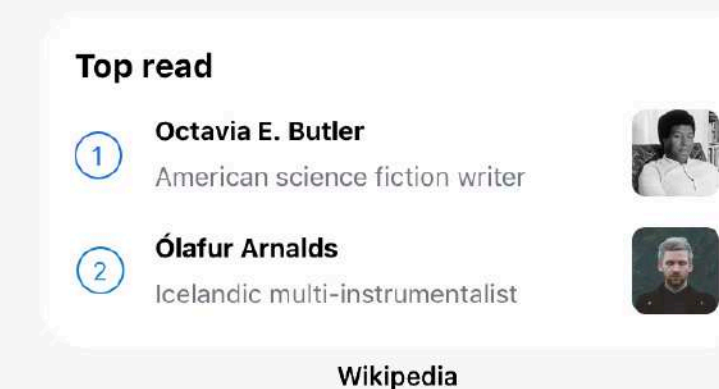 Top read
1
Octavia E. Butler
American science fiction writer
2
Ólafur Arnalds
Icelandic multi-instrumentalist
Wikipedia